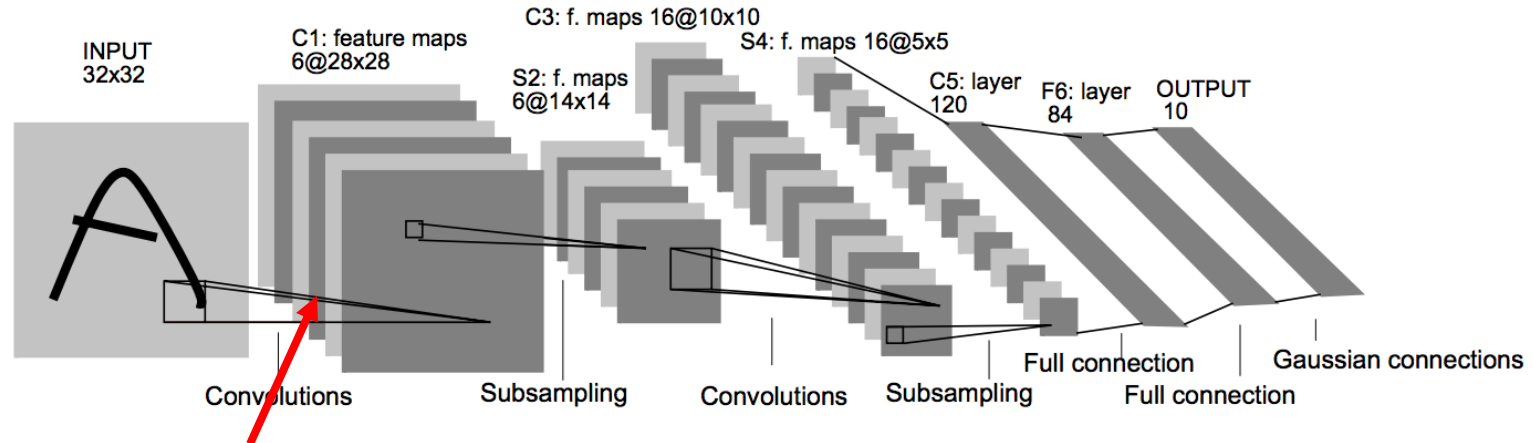 INPUT
32x32
C1: feature maps
6@28x28
S2: f. maps
6@14x14
C3: f. maps 16@10x10
S4: f. maps 16@5x5
C5: layer
120
F6: layer
84
OUTPUT
10
Convolutions
Subsampling
Convolutions
Subsampling
Full connection
Full connection
Gaussian connections